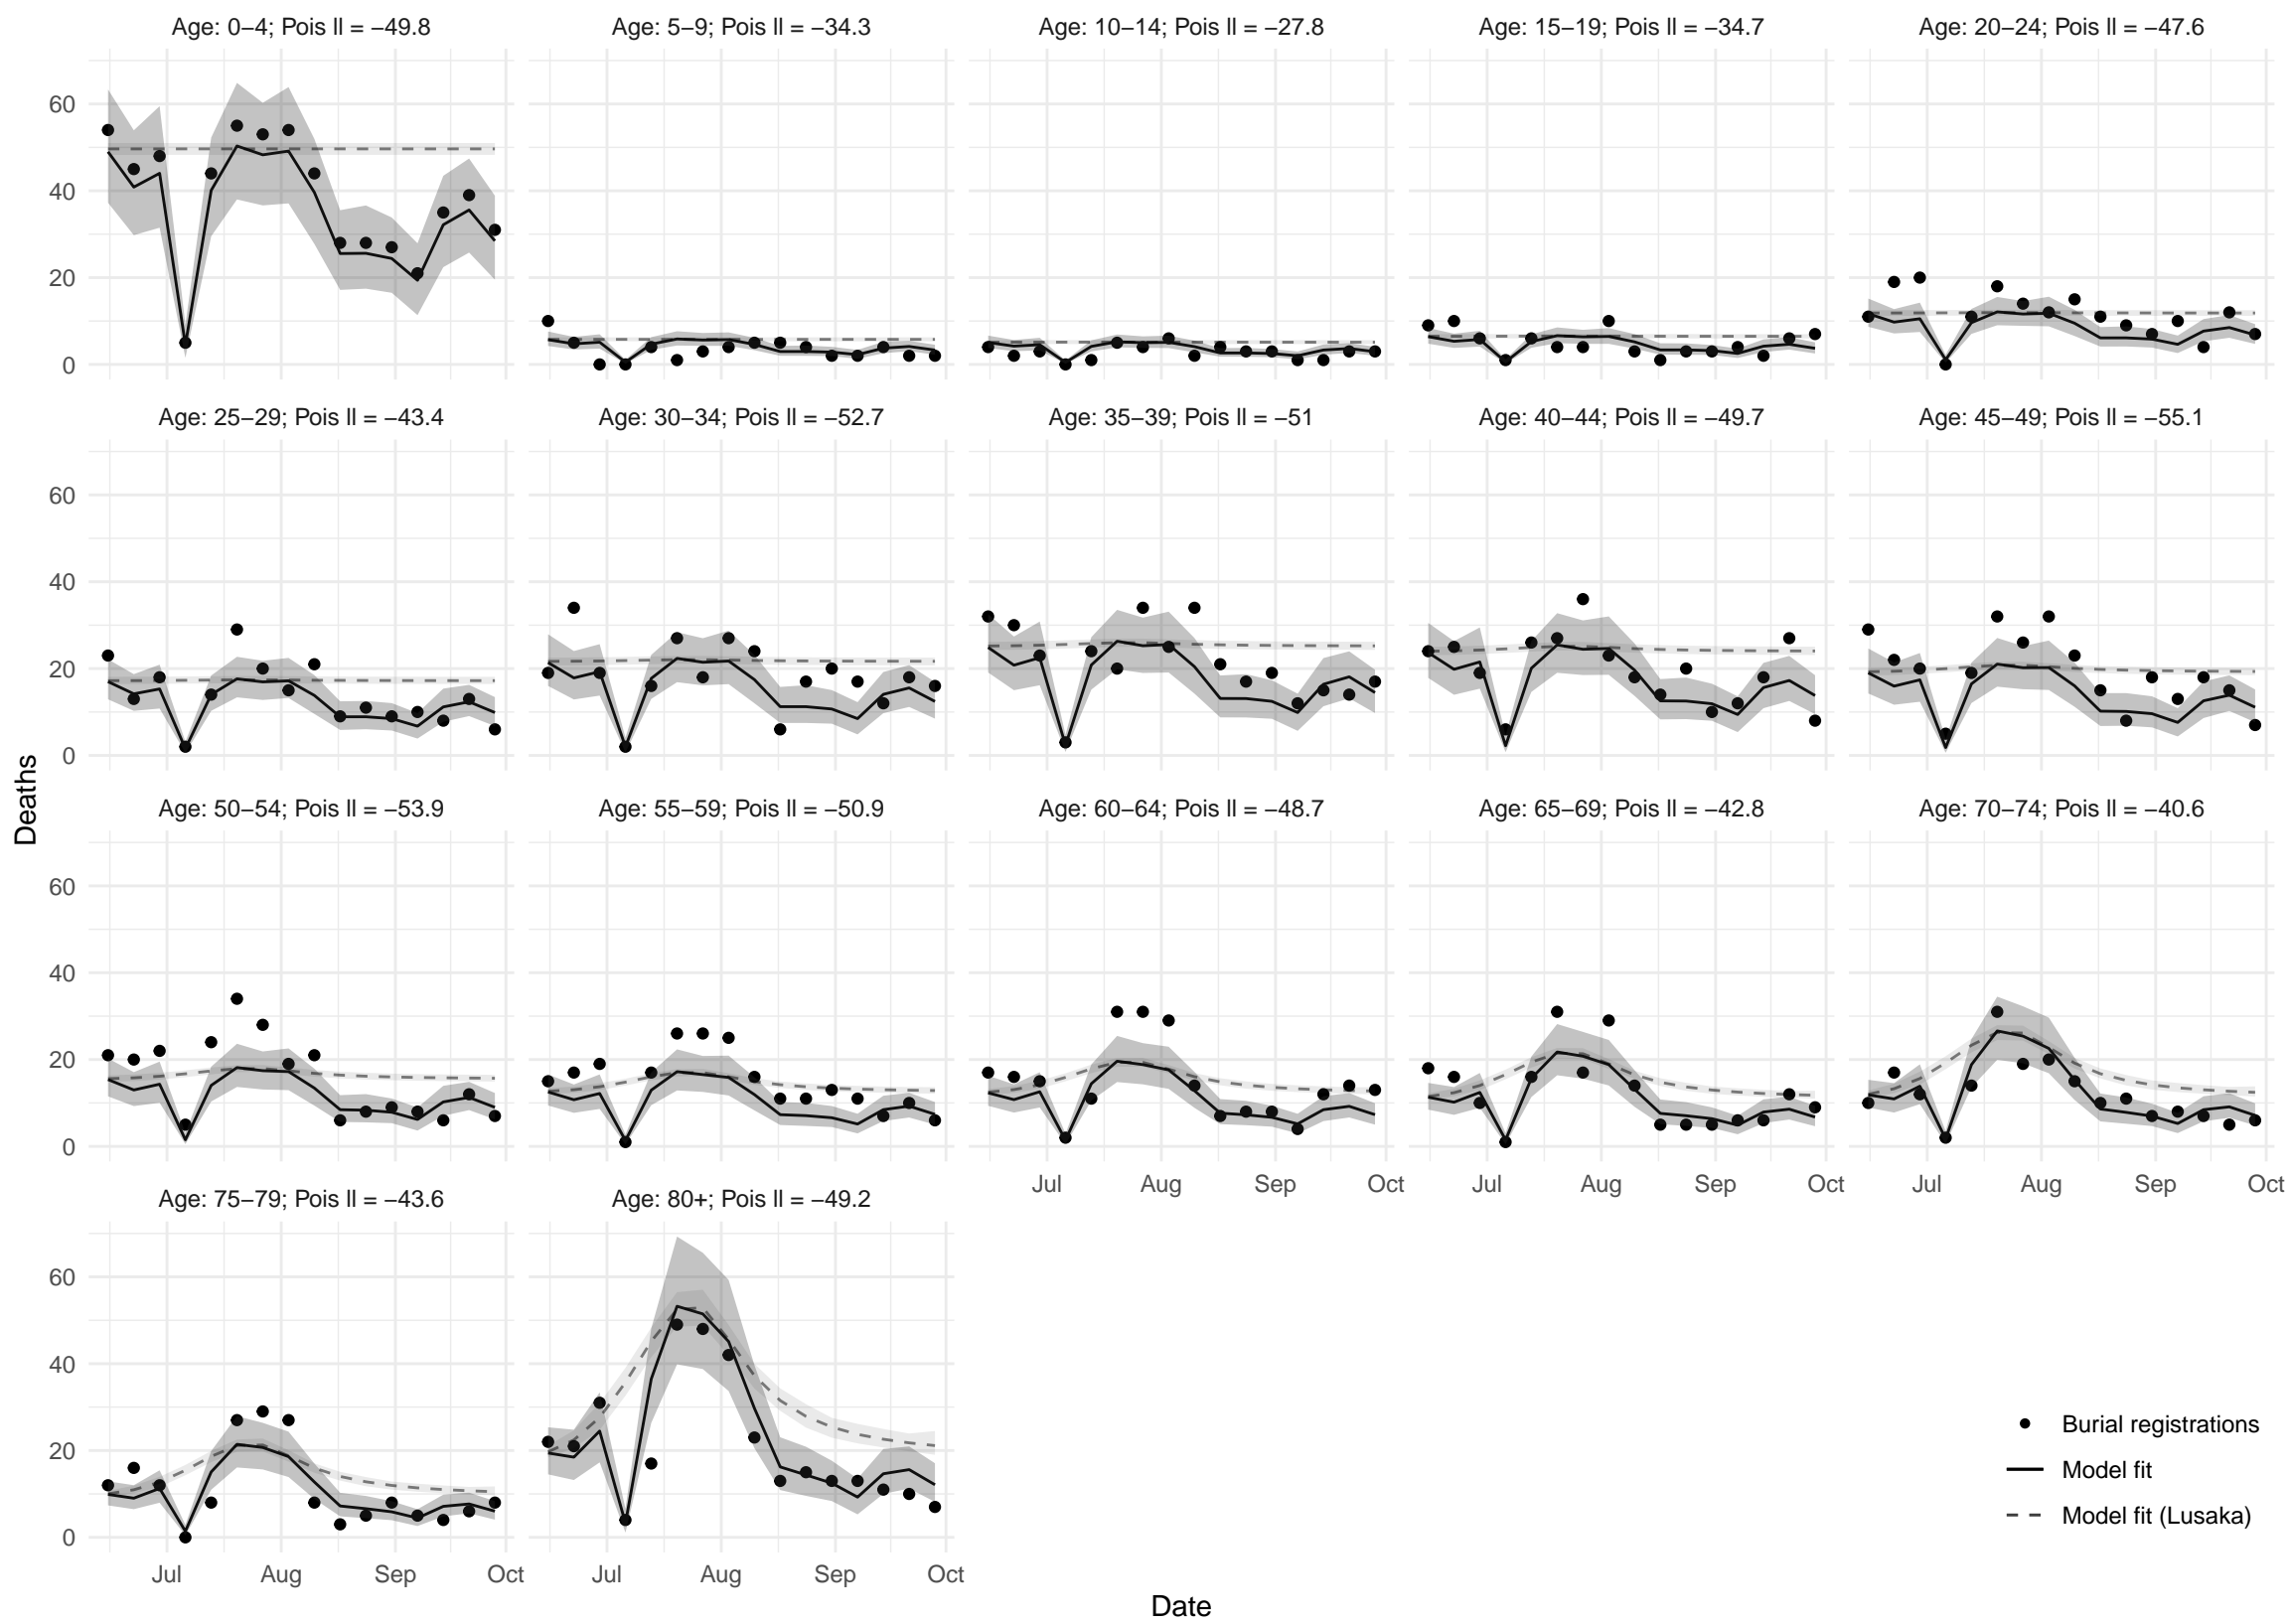 Age: 0−4; Pois ll = −49.8
Age: 5−9; Pois ll = −34.3
Age: 10−14; Pois ll = −27.8
Age: 15−19; Pois ll = −34.7
Age: 20−24; Pois ll = −47.6
60
40
20
0
Age: 25−29; Pois ll = −43.4
Age: 30−34; Pois ll = −52.7
Age: 35−39; Pois ll = −51
Age: 40−44; Pois ll = −49.7
Age: 45−49; Pois ll = −55.1
60
40
20
0
Deaths
Age: 50−54; Pois ll = −53.9
Age: 55−59; Pois ll = −50.9
Age: 60−64; Pois ll = −48.7
Age: 65−69; Pois ll = −42.8
Age: 70−74; Pois ll = −40.6
60
40
20
0
Jul Aug Sep Oct
Jul Aug Sep Oct
Jul Aug Sep Oct
Age: 75−79; Pois ll = −43.6
Age: 80+; Pois ll = −49.2
60
40
20
0
Jul Aug Sep Oct
Jul Aug Sep Oct
Burial registrations
Model fit
Model fit (Lusaka)
Date